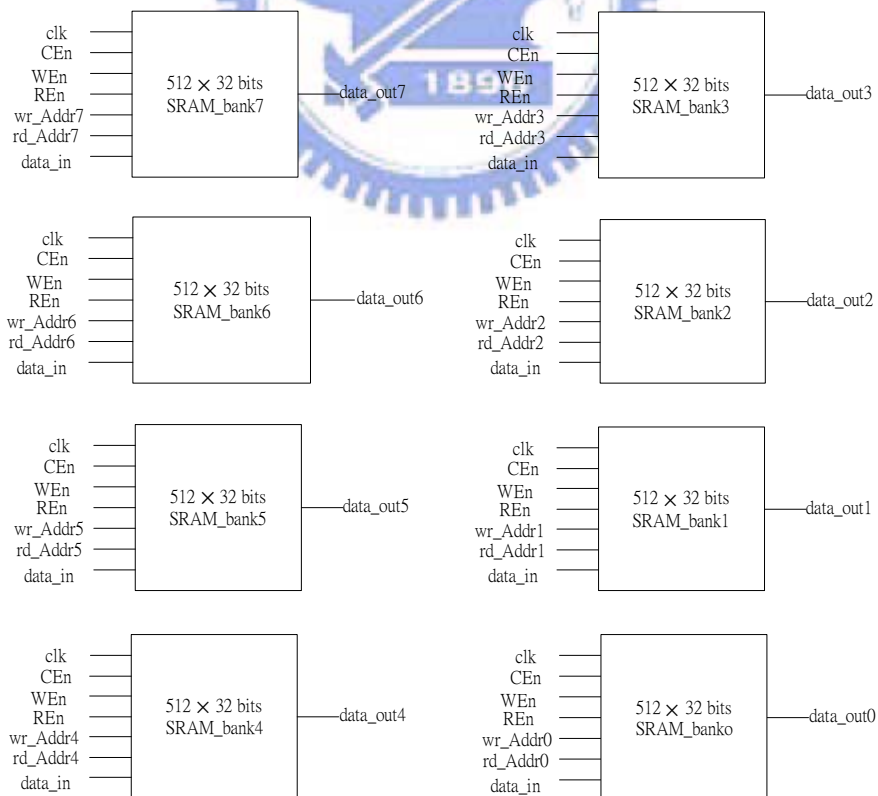 clk
CEn
WEn
REn
wr_Addr7
rd_Addr7
data_in
512 × 32 bits
SRAM_bank7
data_out7
clk
CEn
WEn
REn
wr_Addr3
rd_Addr3
data_in
512 × 32 bits
SRAM_bank3
data_out3
clk
CEn
WEn
REn
wr_Addr6
rd_Addr6
data_in
512 × 32 bits
SRAM_bank6
data_out6
clk
CEn
WEn
REn
wr_Addr2
rd_Addr2
data_in
512 × 32 bits
SRAM_bank2
data_out2
clk
CEn
WEn
REn
wr_Addr5
rd_Addr5
data_in
512 × 32 bits
SRAM_bank5
data_out5
clk
CEn
WEn
REn
wr_Addr1
rd_Addr1
data_in
512 × 32 bits
SRAM_bank1
data_out1
clk
CEn
WEn
REn
wr_Addr4
rd_Addr4
data_in
512 × 32 bits
SRAM_bank4
data_out4
clk
CEn
WEn
REn
wr_Addr0
rd_Addr0
data_in
512 × 32 bits
SRAM_banko
data_out0